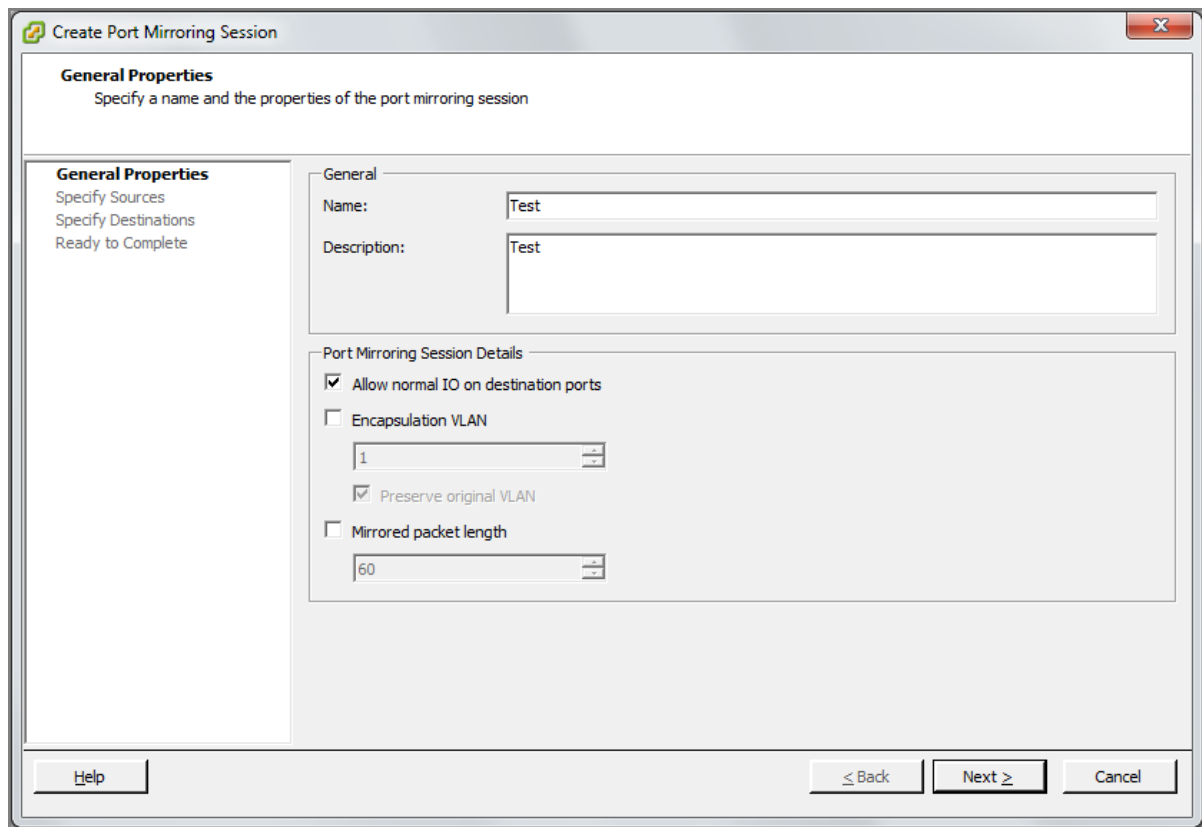 Create Port Mirroring Session
General Properties
Specify a name and the properties of the port mirroring session
General Properties
Specify Sources
Specify Destinations
Ready to Complete
General
Name:
Test
Description:
Test
Port Mirroring Session Details
Allow normal IO on destination ports
Encapsulation VLAN
1
Preserve original VLAN
Mirrored packet length
60
Help
< Back
Next >
Cancel